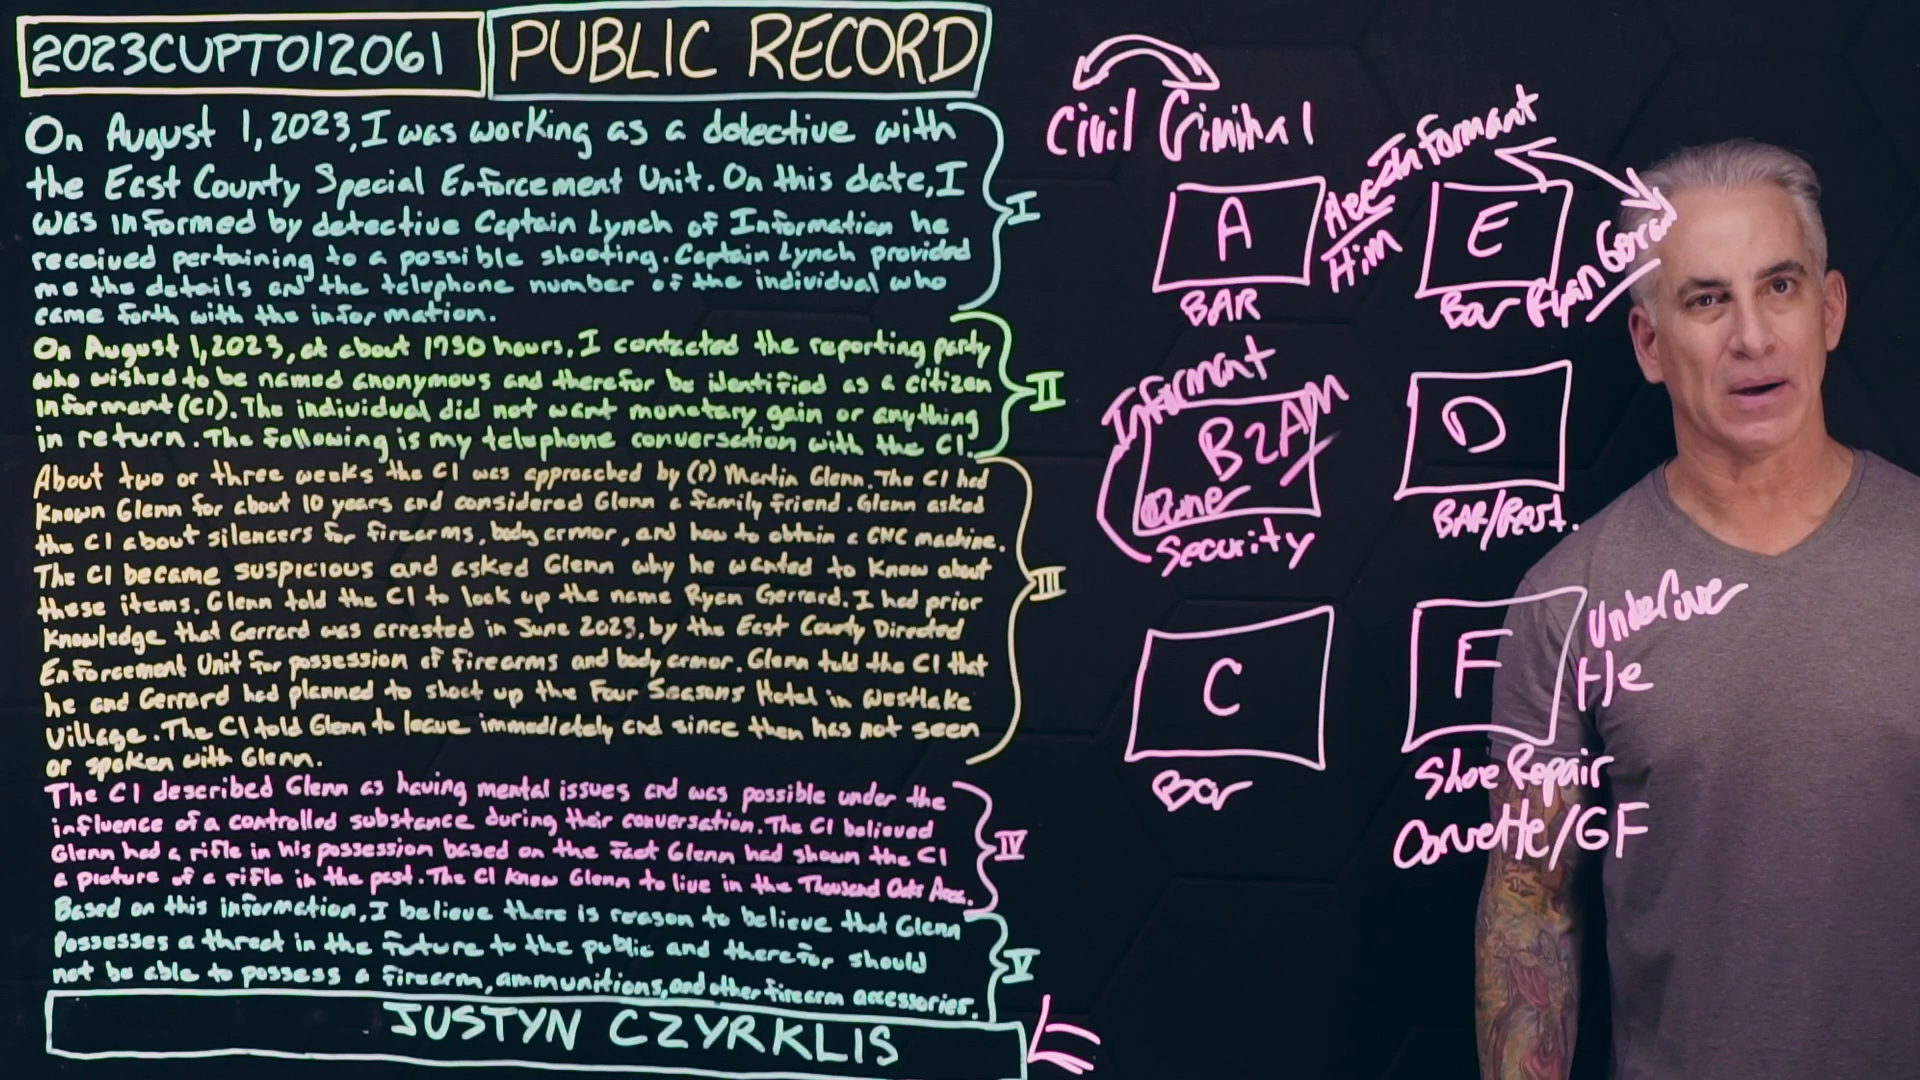 2023CUPT012061
PUBLIC RECORD
On August 1, 2023, I was working as a detective with
the East County Special Enforcement Unit. On this date, I
was informed by detective Captain Lynch of Information he
received pertaining to a possible shooting. Captain Lynch provided
me the details and the telephone number of the individual who
came forth with the information.
I
On August 1, 2023, at about 1730 hours, I contacted the reporting party
who wished to be named anonymous and therefor be identified as a citizen
informant (CI). The individual did not want monetary gain or anything
in return. The following is my telephone conversation with the CI.
II
About two or three weeks the CI was approached by (P) Martin Glenn. The CI had
known Glenn for about 10 years and considered Glenn a family friend. Glenn asked
the CI about silencers for firearms, body armor, and how to obtain a CNC machine.
The CI became suspicious and asked Glenn why he wanted to know about
these items. Glenn told the CI to look up the name Ryan Gerrard. I had prior
knowledge that Gerrard was arrested in June 2023, by the East County Directed
Enforcement Unit for possession of firearms and body armor. Glenn told the CI that
he and Gerrard had planned to shoot up the Four Seasons Hotel in Westlake
Village. The CI told Glenn to leave immediately and since then has not seen
or spoken with Glenn.
III
The CI described Glenn as having mental issues and was possible under the
influence of a controlled substance during their conversation. The CI believed
Glenn had a rifle in his possession based on the fact Glenn had shown the CI
a picture of a rifle in the past. The CI knew Glenn to live in the Thousand Oaks Area.
IV
Based on this information, I believe there is reason to believe that Glenn
possesses a threat in the future to the public and therefor should
not be able to possess a firearm, ammunitions, and other firearm accessories.
V
JUSTYN CZYRKLIS
Civil Criminal
A
BAR
Informant
Him
E
Bar
Ryan Gerard
Informant
B 2AM
Owner
Security
D
BAR/Rest.
C
Bar
F
Undercover
He
Shoe Repair
Corvette/GF